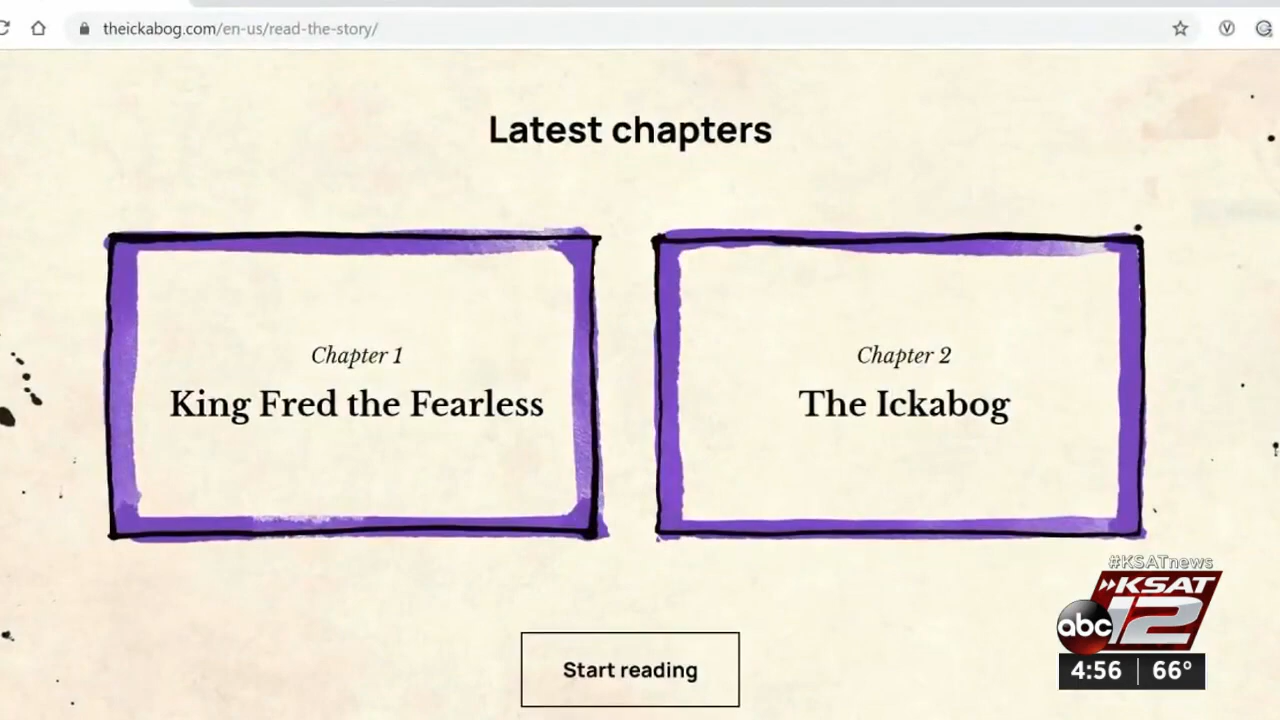 theickabog.com/en-us/read-the-story/
Latest chapters
Chapter 1
King Fred the Fearless
Chapter 2
The Ickabog
Start reading
#KSATnews
KSAT
abc 12
4:56 66°